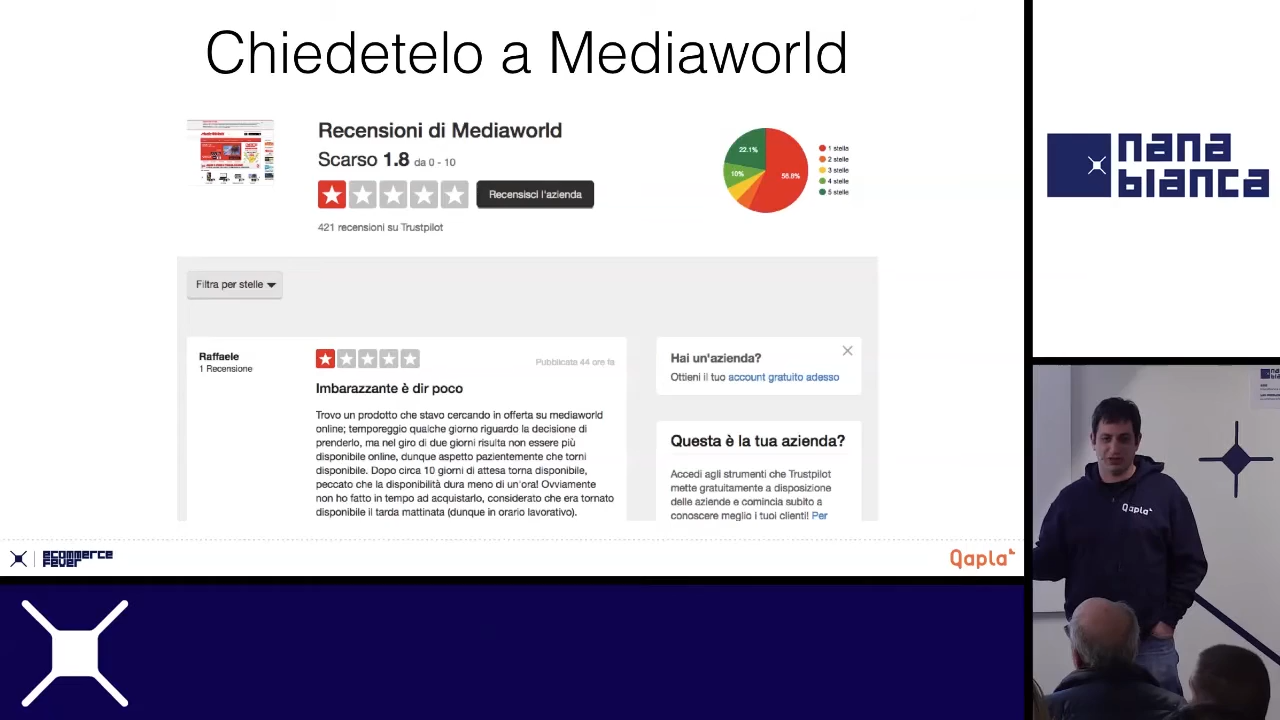 Chiedetelo a Mediaworld
Recensioni di Mediaworld
Scarso 1.8 da 0 - 10
Recensisci l'azienda
421 recensioni su Trustpilot
22.1%
10%
58.8%
1 stella
2 stelle
3 stelle
4 stelle
5 stelle
Filtra per stelle
Raffaele
1 Recensione
Pubblicata 44 ore fa
Imbarazzante è dir poco
Trovo un prodotto che stavo cercando in offerta su mediaworld
online; temporeggio qualche giorno riguardo la decisione di
prenderlo, ma nel giro di due giorni risulta non essere più
disponibile online, dunque aspetto pazientemente che torni
disponibile. Dopo circa 10 giorni di attesa torna disponibile,
peccato che la disponibilità dura meno di un'ora! Ovviamente
non ho fatto in tempo ad acquistarlo, considerato che era tornato
disponibile il tarda mattinata (dunque in orario lavorativo).
Hai un'azienda?
Ottieni il tuo account gratuito adesso
Questa è la tua azienda?
Accedi agli strumenti che Trustpilot
mette gratuitamente a disposizione
delle aziende e comincia subito a
conoscere meglio i tuoi clienti! Per
ecommerce
fever
Qapla'
nana
bianca
Qapla'
nana
bianca